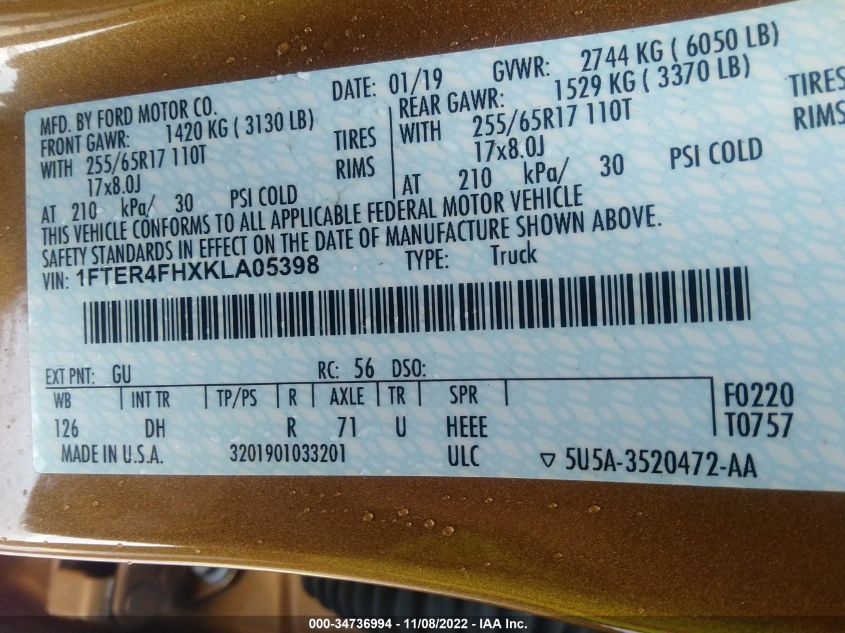 MFD. BY FORD MOTOR CO.
DATE: 01/19
GVWR: 2744 KG ( 6050 LB)
FRONT GAWR: 1420 KG ( 3130 LB)
WITH 255/65R17 110T TIRES
17x8.0J RIMS
AT 210 kPa/ 30 PSI COLD
REAR GAWR: 1529 KG ( 3370 LB)
WITH 255/65R17 110T TIRES
17x8.0J RIMS
AT 210 kPa/ 30 PSI COLD
THIS VEHICLE CONFORMS TO ALL APPLICABLE FEDERAL MOTOR VEHICLE
SAFETY STANDARDS IN EFFECT ON THE DATE OF MANUFACTURE SHOWN ABOVE.
VIN: 1FTER4FHXKLA05398 TYPE: Truck
EXT PNT: GU RC: 56 DSO:
WB INT TR TP/PS R AXLE TR SPR F0220
126 DH R 71 U HEEE T0757
MADE IN U.S.A. 3201901033201 ULC ▽ 5U5A-3520472-AA
000-34736994 - 11/08/2022 - IAA Inc.